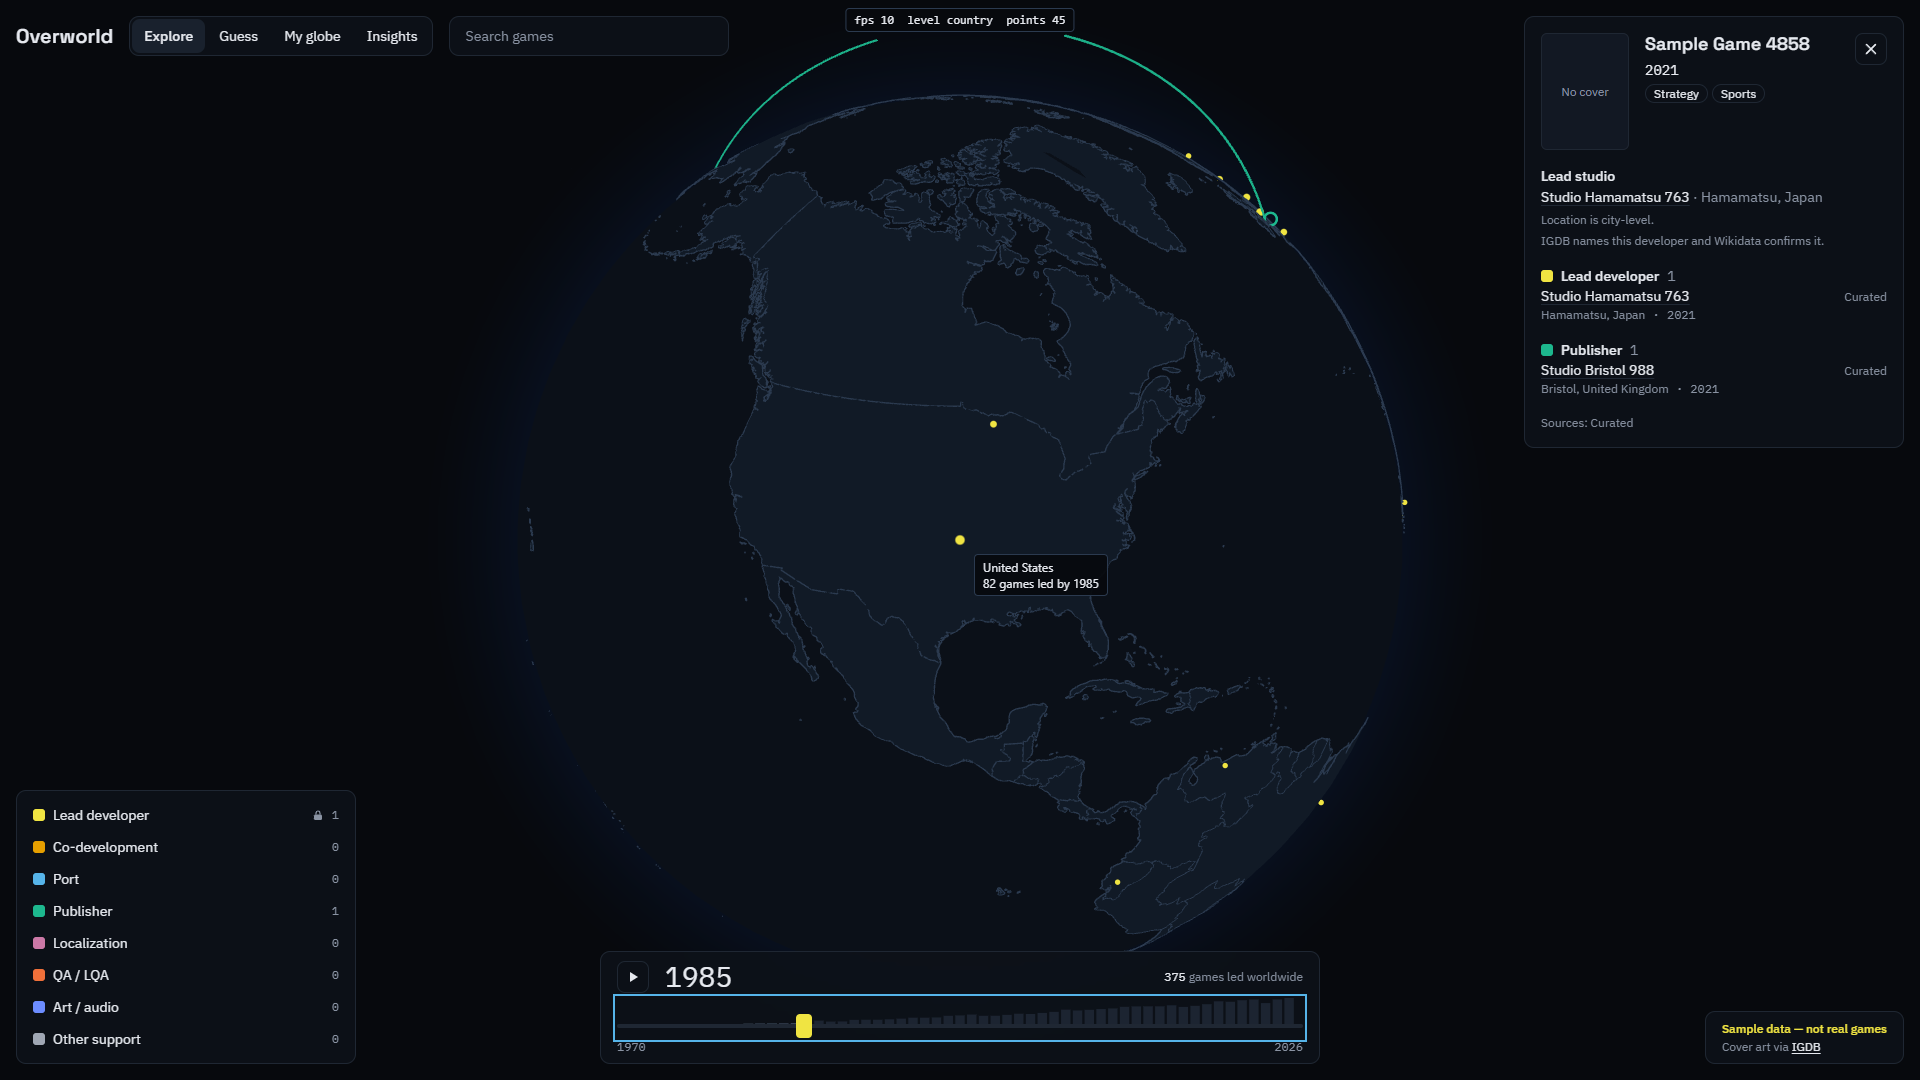 Overworld
Explore
Guess
My globe
Insights
Search games
fps 10 level country points 45
No cover
Sample Game 4858
2021
Strategy
Sports
Lead studio
Studio Hamamatsu 763 · Hamamatsu, Japan
Location is city-level.
IGDB names this developer and Wikidata confirms it.
Lead developer 1
Studio Hamamatsu 763
Curated
Hamamatsu, Japan · 2021
Publisher 1
Studio Bristol 988
Curated
Bristol, United Kingdom · 2021
Sources: Curated
United States
82 games led by 1985
Lead developer 1
Co-development 0
Port 0
Publisher 1
Localization 0
QA / LQA 0
Art / audio 0
Other support 0
1985
375 games led worldwide
1970
2026
Sample data — not real games
Cover art via IGDB